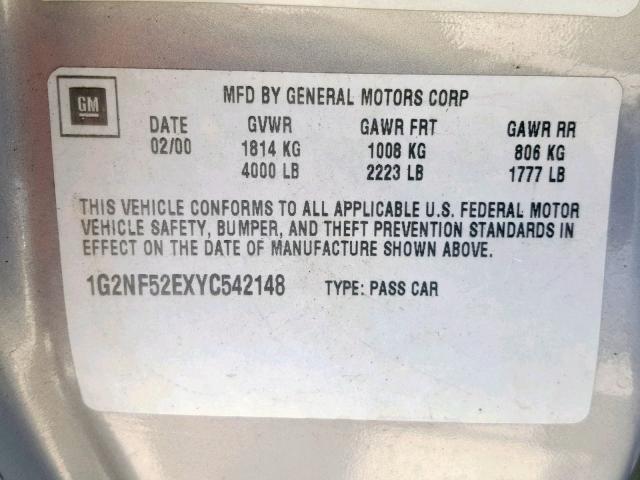 GM
MFD BY GENERAL MOTORS CORP
DATE GVWR GAWR FRT GAWR RR
02/00 1814 KG 1008 KG 806 KG
4000 LB 2223 LB 1777 LB
THIS VEHICLE CONFORMS TO ALL APPLICABLE U.S. FEDERAL MOTOR
VEHICLE SAFETY, BUMPER, AND THEFT PREVENTION STANDARDS IN
EFFECT ON THE DATE OF MANUFACTURE SHOWN ABOVE.
1G2NF52EXYC542148 TYPE: PASS CAR